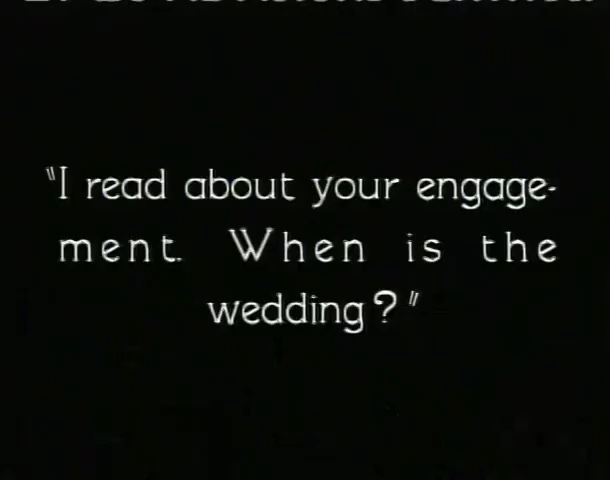 "I read about your engage-
ment. When is the
wedding?"